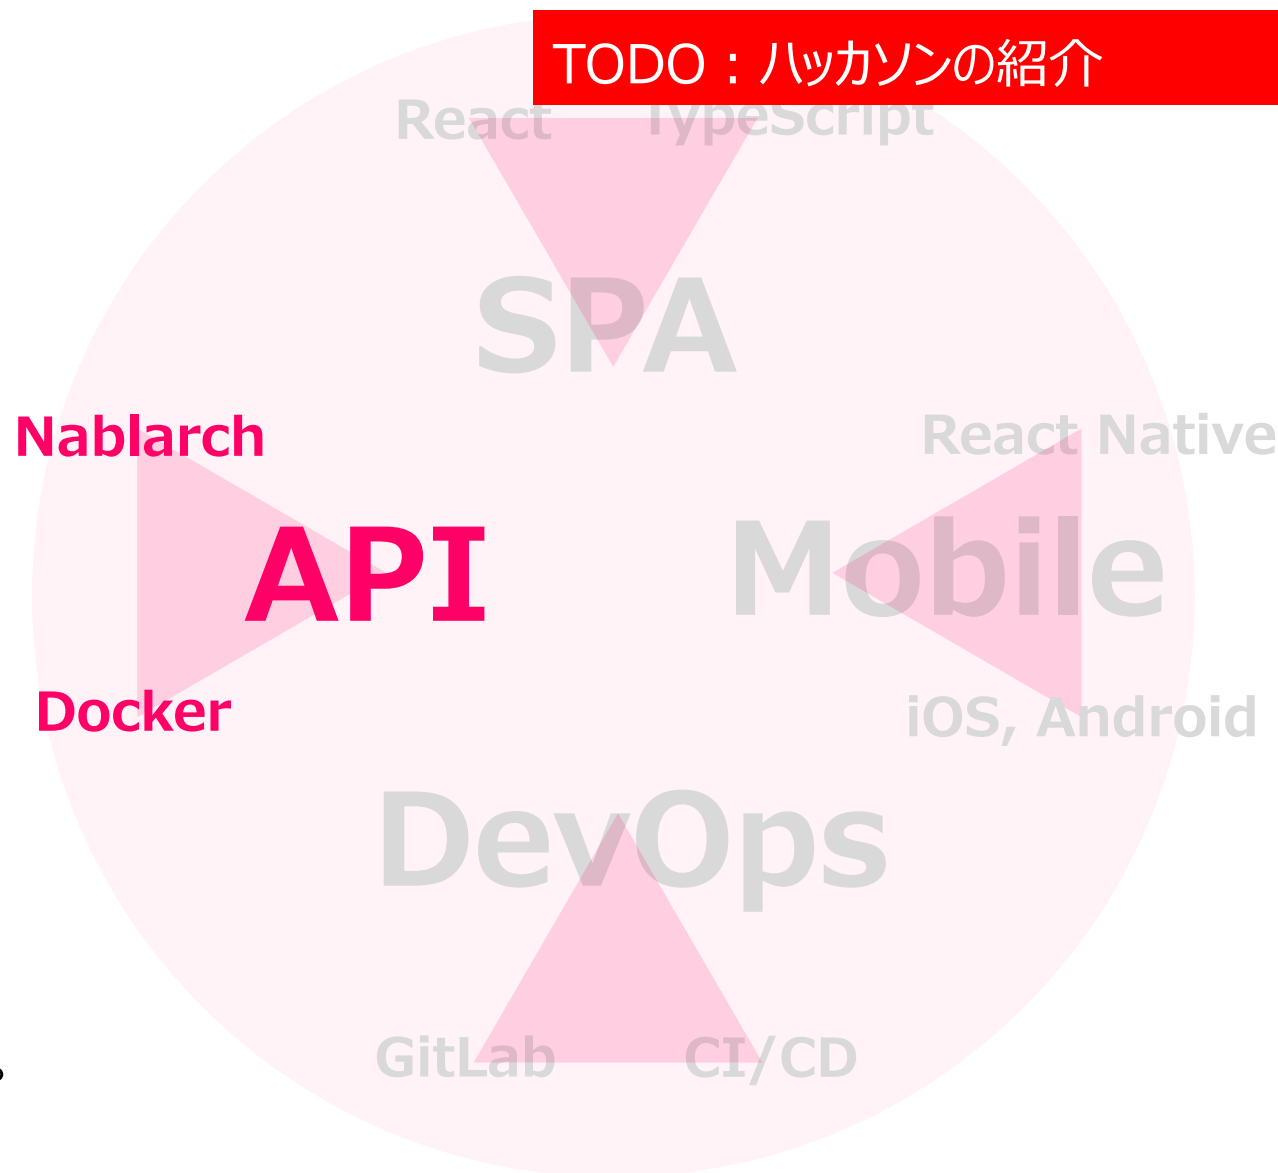 TODO：ハッカソンの紹介
React TypeScript
SPA
Nablarch
React Native
API
Mobile
Docker
iOS, Android
DevOps
GitLab CI/CD